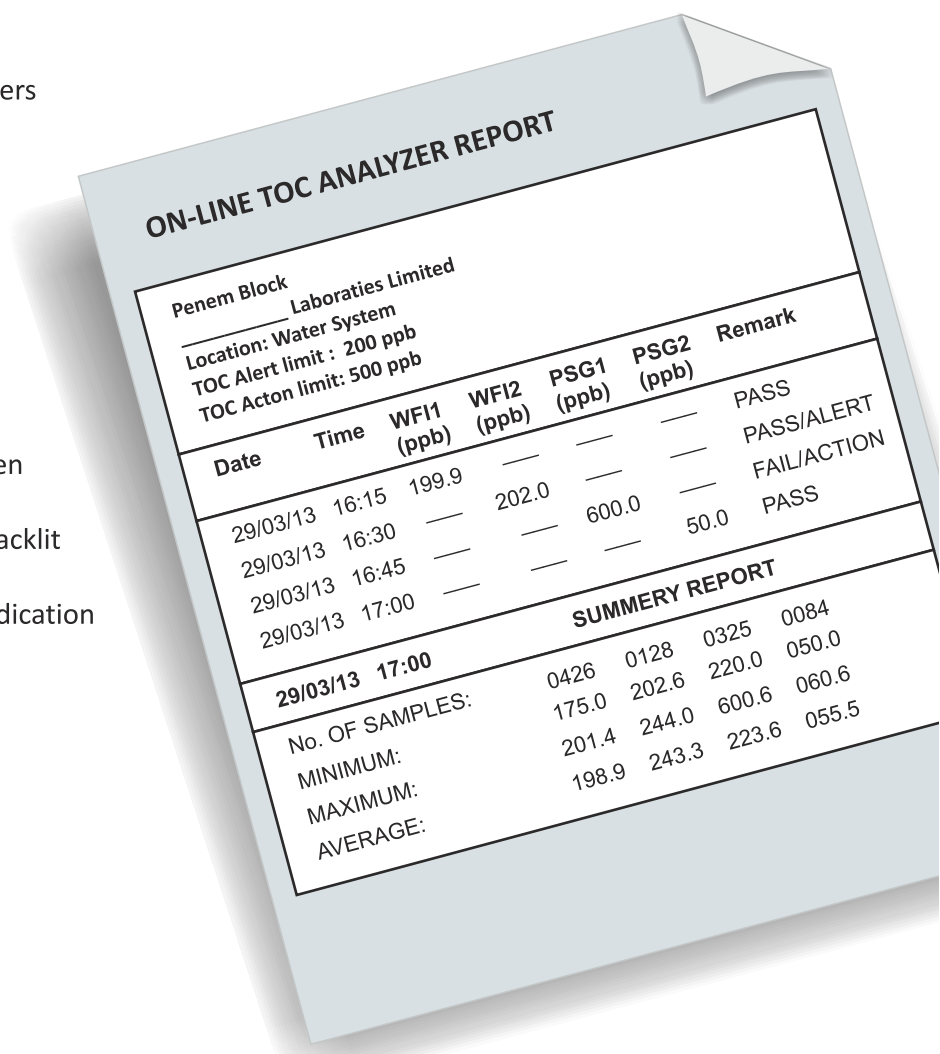 ers
en
acklit
dication
ON-LINE TOC ANALYZER REPORT
Penem Block
__________ Laboraties Limited
Location: Water System
TOC Alert limit : 200 ppb
TOC Acton limit: 500 ppb
Date Time WFI1 (ppb) WFI2 (ppb) PSG1 (ppb) PSG2 (ppb) Remark
29/03/13 16:15 199.9 — — — PASS
29/03/13 16:30 — 202.0 — — PASS/ALERT
29/03/13 16:45 — — 600.0 — FAIL/ACTION
29/03/13 17:00 — — — 50.0 PASS
29/03/13 17:00 SUMMERY REPORT
No. OF SAMPLES: 0426 0128 0325 0084
MINIMUM: 175.0 202.6 220.0 050.0
MAXIMUM: 201.4 244.0 600.6 060.6
AVERAGE: 198.9 243.3 223.6 055.5